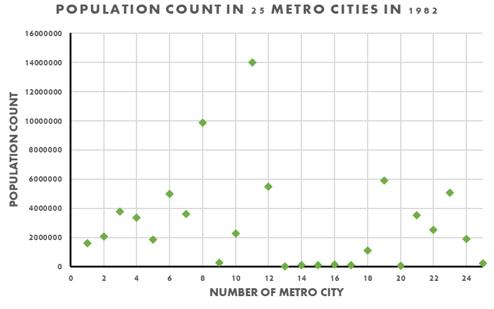 POPULATION COUNT IN 25 METRO CITIES IN 1982
16000000
14000000
12000000
10000000
8000000
6000000
4000000
2000000
0
POPULATION COUNT
0 2 4 6 8 10 12 14 16 18 20 22 24
NUMBER OF METRO CITY